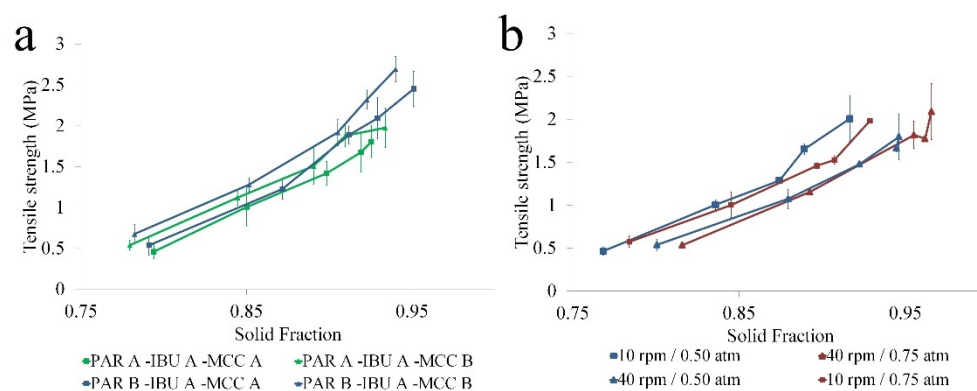 a
3
2.5
2
1.5
1
0.5
0
Tensile strength (MPa)
0.75 0.85 0.95
Solid Fraction
PAR A -IBU A -MCC A PAR A -IBU A -MCC B
PAR B -IBU A -MCC A PAR B -IBU A -MCC B
b
3
2.5
2
1.5
1
0.5
0
Tensile strength (MPa)
0.75 0.85 0.95
Solid Fraction
10 rpm / 0.50 atm 40 rpm / 0.75 atm
40 rpm / 0.50 atm 10 rpm / 0.75 atm